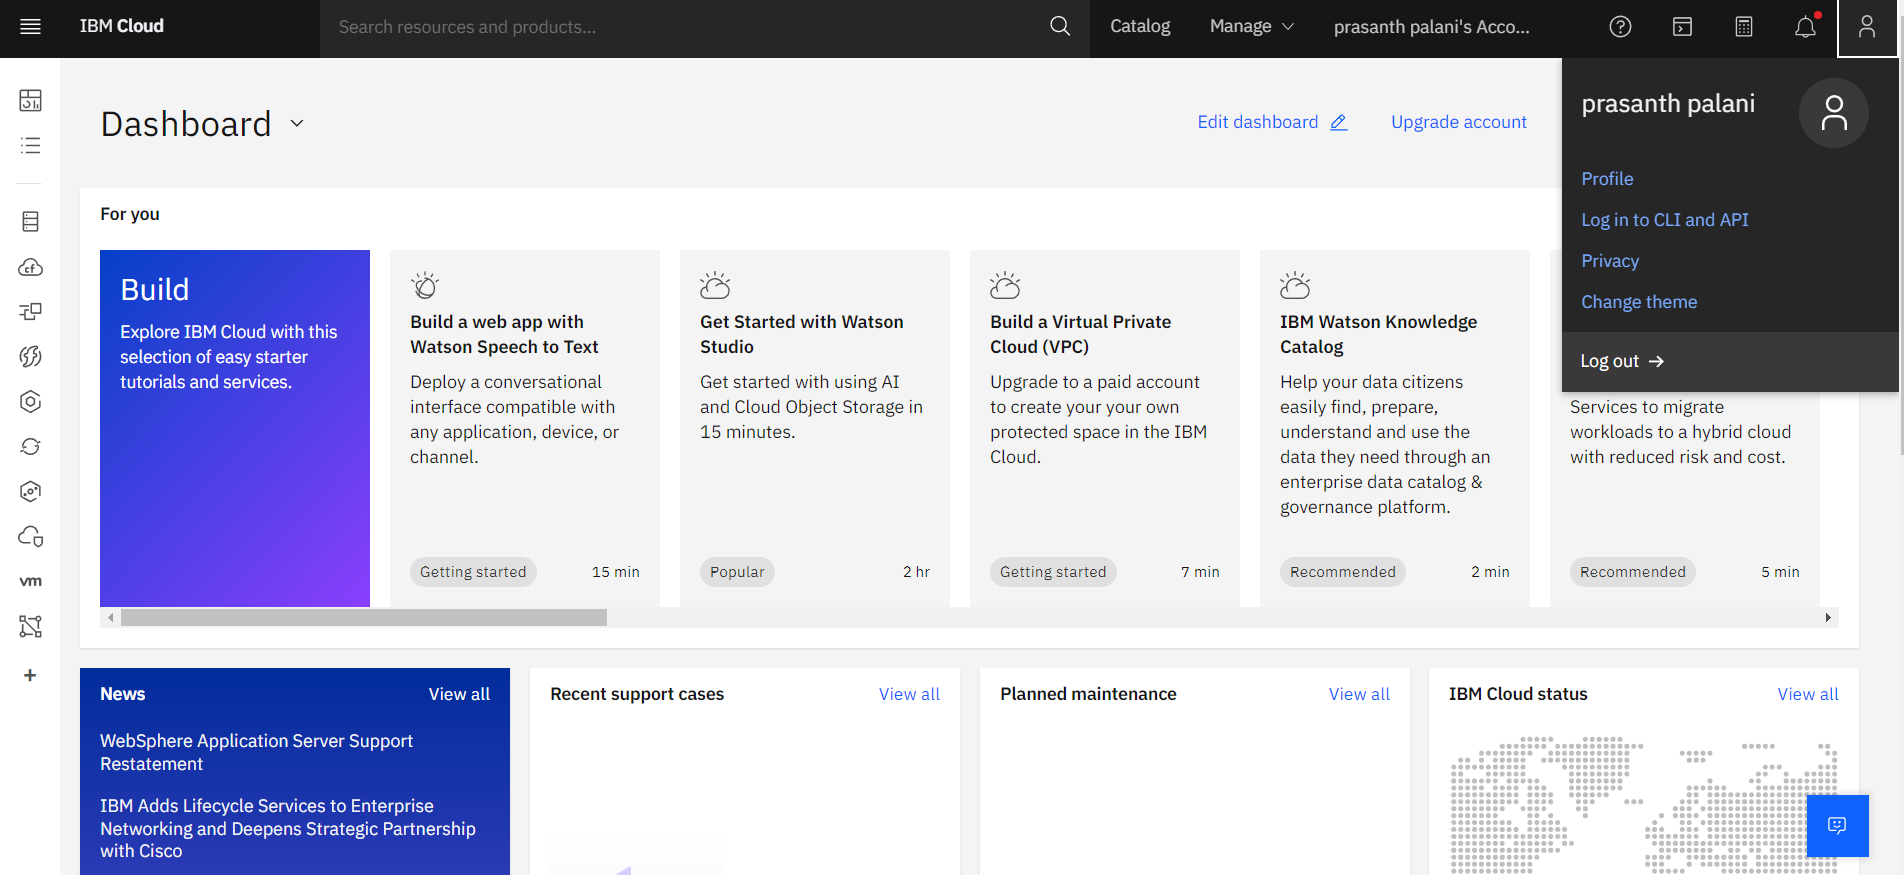 IBM Cloud
Search resources and products...
Catalog
Manage
prasanth palani's Acco...
prasanth palani
Profile
Log in to CLI and API
Privacy
Change theme
Log out
Dashboard
Edit dashboard
Upgrade account
For you
Build
Explore IBM Cloud with this
selection of easy starter
tutorials and services.
Build a web app with
Watson Speech to Text
Deploy a conversational
interface compatible with
any application, device, or
channel.
Getting started
15 min
Get Started with Watson
Studio
Get started with using AI
and Cloud Object Storage in
15 minutes.
Popular
2 hr
Build a Virtual Private
Cloud (VPC)
Upgrade to a paid account
to create your your own
protected space in the IBM
Cloud.
Getting started
7 min
IBM Watson Knowledge
Catalog
Help your data citizens
easily find, prepare,
understand and use the
data they need through an
enterprise data catalog &
governance platform.
Recommended
2 min
Services to migrate
workloads to a hybrid cloud
with reduced risk and cost.
Recommended
5 min
cf
vm
News
View all
WebSphere Application Server Support
Restatement
IBM Adds Lifecycle Services to Enterprise
Networking and Deepens Strategic Partnership
with Cisco
Recent support cases
View all
Planned maintenance
View all
IBM Cloud status
View all